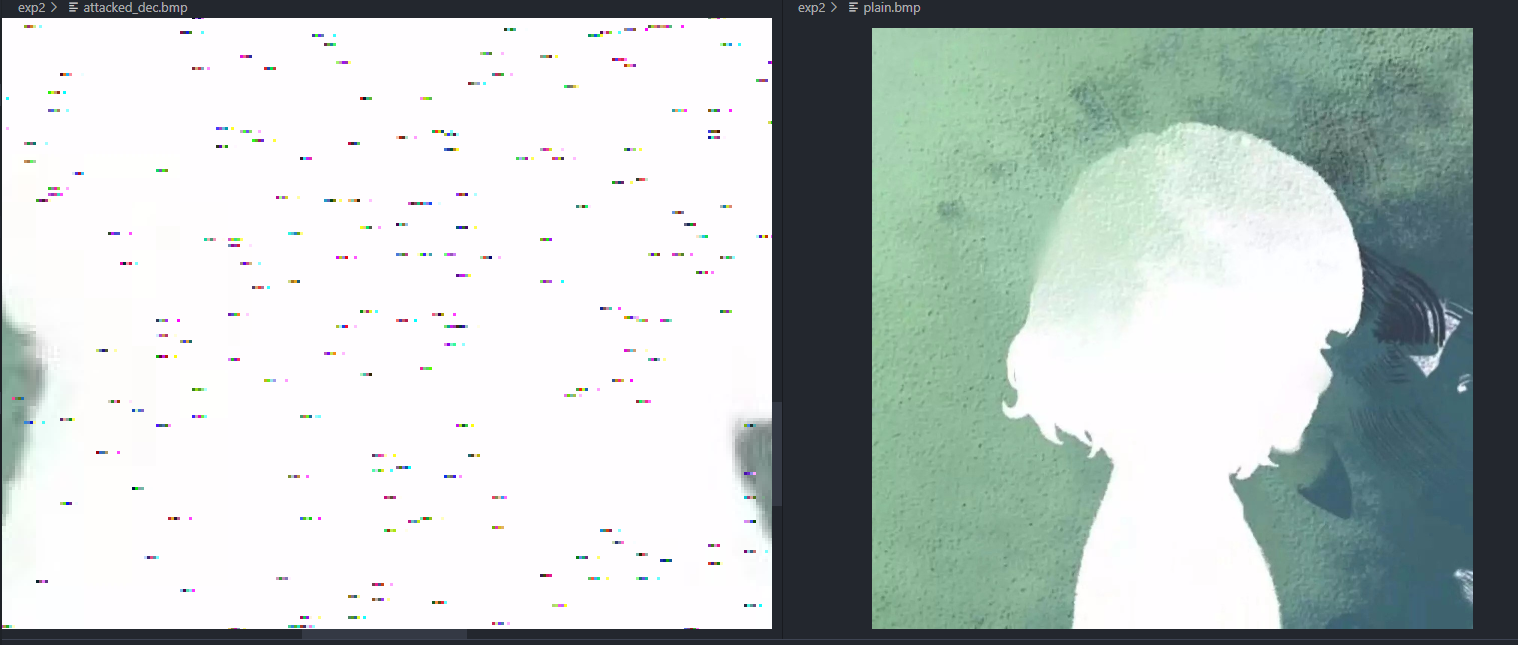 exp2 > attacked_dec.bmp
exp2 > plain.bmp